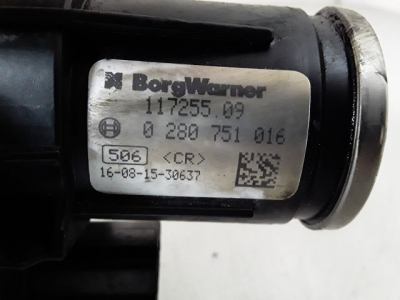 BorgWarner
117255.09
0 280 751 016
506 <CR>
16-08-15-30637